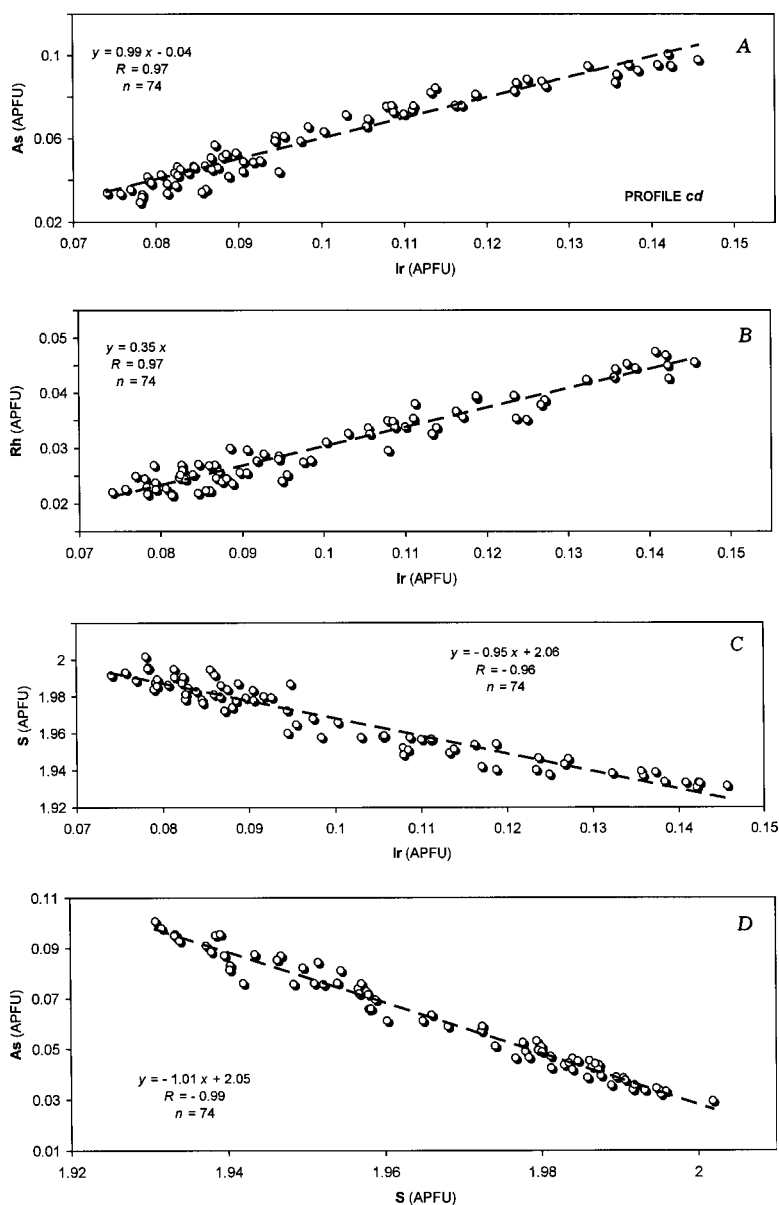 A
y = 0.99 x - 0.04
R = 0.97
n = 74
0.1
0.06
0.02
As (APFU)
PROFILE cd
0.07 0.08 0.09 0.1 0.11 0.12 0.13 0.14 0.15
Ir (APFU)
B
y = 0.35 x
R = 0.97
n = 74
0.05
0.04
0.03
0.02
Rh (APFU)
0.07 0.08 0.09 0.1 0.11 0.12 0.13 0.14 0.15
Ir (APFU)
C
y = - 0.95 x + 2.06
R = - 0.96
n = 74
2
1.98
1.96
1.94
1.92
S (APFU)
0.07 0.08 0.09 0.1 0.11 0.12 0.13 0.14 0.15
Ir (APFU)
D
0.11
0.09
0.07
0.05
0.03
0.01
As (APFU)
y = - 1.01 x + 2.05
R = - 0.99
n = 74
1.92 1.94 1.96 1.98 2
S (APFU)